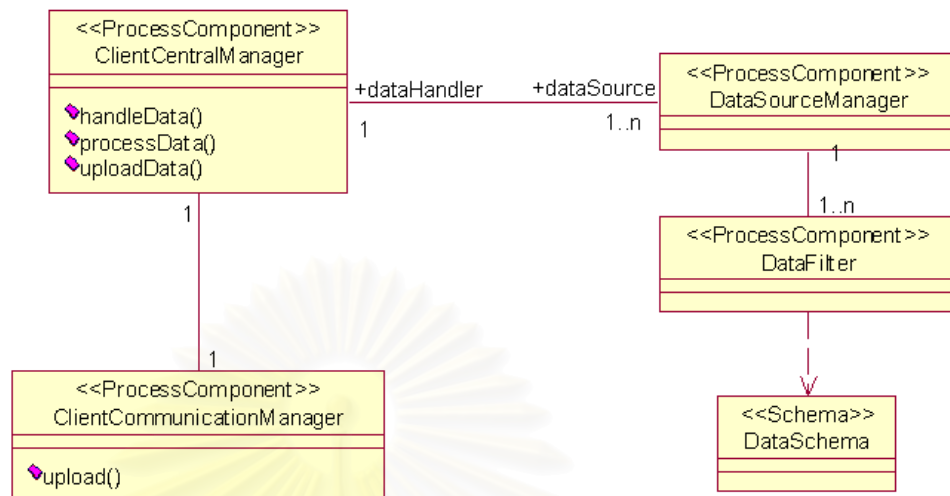 <<ProcessComponent>>
ClientCentralManager
handleData()
processData()
uploadData()
+dataHandler
1
+dataSource
1..n
<<ProcessComponent>>
DataSourceManager
1
1..n
<<ProcessComponent>>
DataFilter
1
1
<<ProcessComponent>>
ClientCommunicationManager
upload()
<<Schema>>
DataSchema